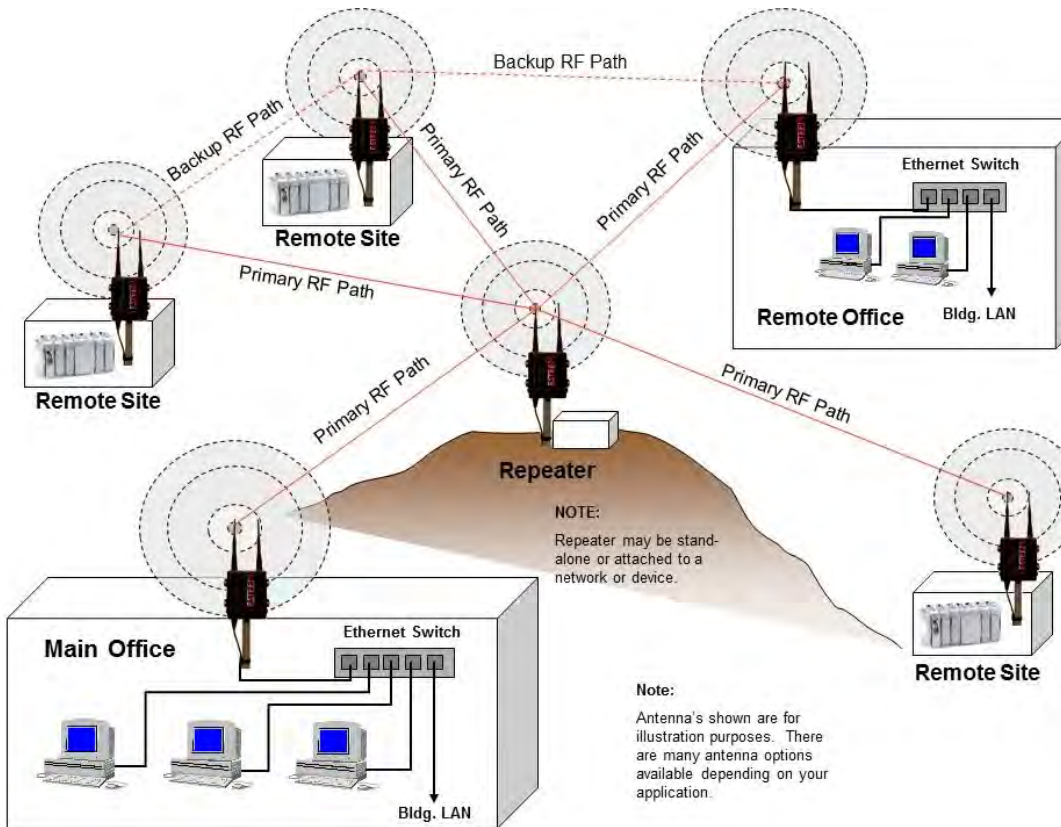 Backup RF Path
Backup RF Path
Primary RF Path
Primary RF Path
Ethernet Switch
Remote Site
Primary RF Path
Bldg. LAN
Remote Office
Remote Site
Primary RF Path
Primary RF Path
Repeater
NOTE:
Repeater may be stand-
alone or attached to a
network or device.
Main Office
Ethernet Switch
Bldg. LAN
Remote Site
Note:
Antenna's shown are for
illustration purposes. There
are many antenna options
available depending on your
application.